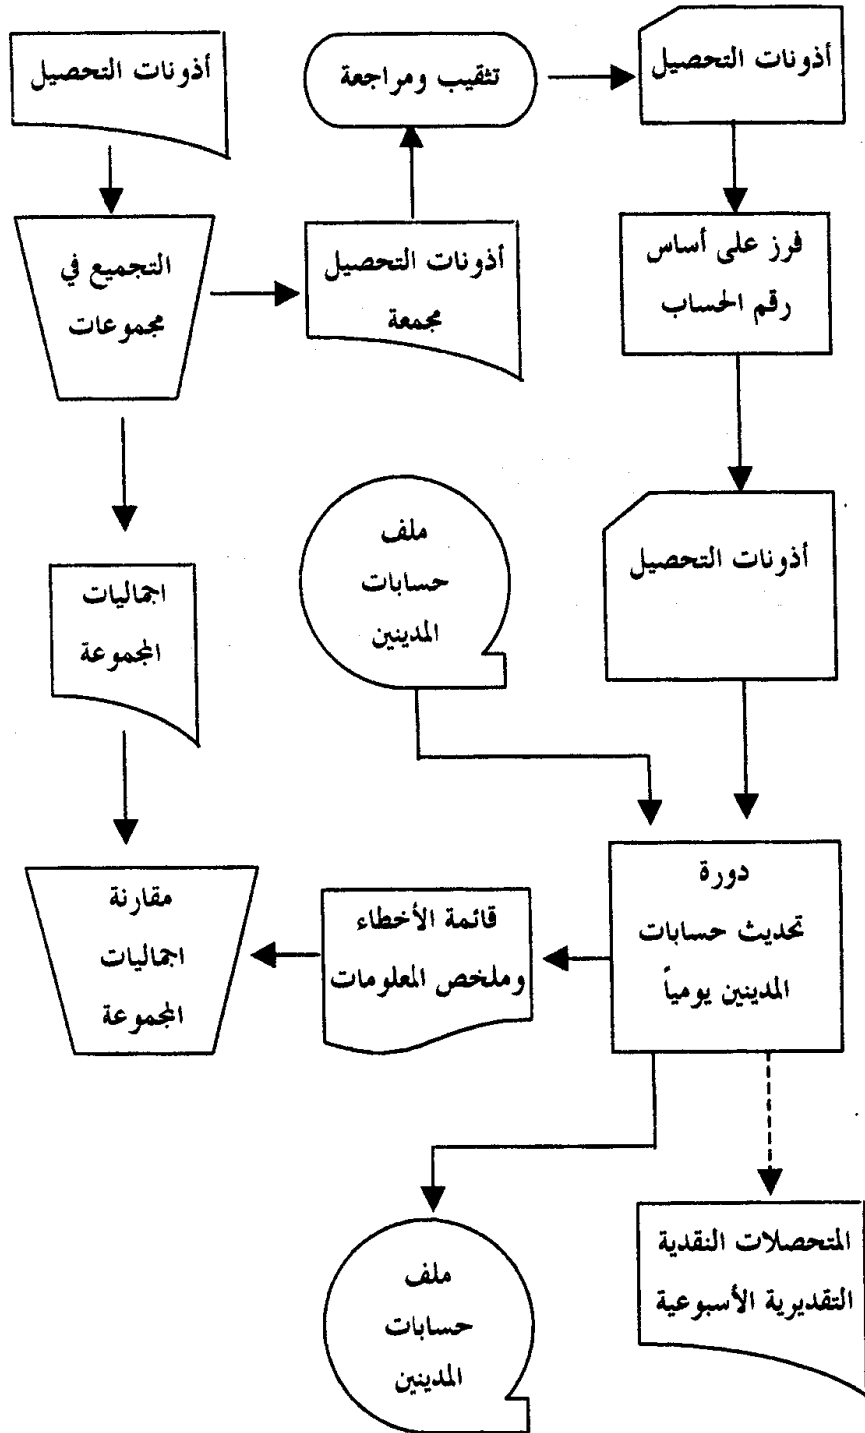 أذونات التحصيل
تثقيب ومراجعة
أذونات التحصيل
التجميع في
مجموعات
أذونات التحصيل
مجمعة
فرز على أساس
رقم الحساب
ملف
حسابات
المدينين
أذونات التحصيل
اجماليات
المجموعة
دورة
تحديث حسابات
المدينين يومياً
قائمة الأخطاء
وملخص المعلومات
مقارنة
اجماليات
المجموعة
المتحصلات النقدية
التقديرية الأسبوعية
ملف
حسابات
المدينين